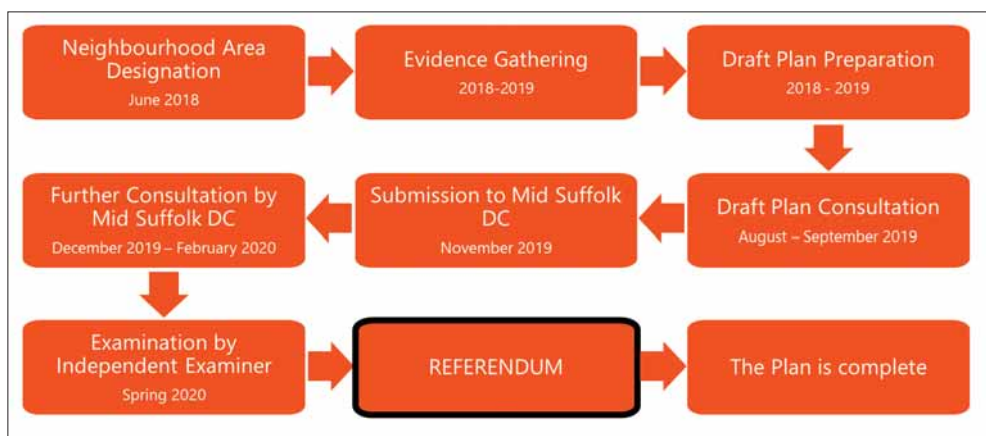 Neighbourhood Area
Designation
June 2018
Evidence Gathering
2018-2019
Draft Plan Preparation
2018 - 2019
Draft Plan Consultation
August – September 2019
Submission to Mid Suffolk
DC
November 2019
Further Consultation by
Mid Suffolk DC
December 2019 – February 2020
Examination by
Independent Examiner
Spring 2020
REFERENDUM
The Plan is complete